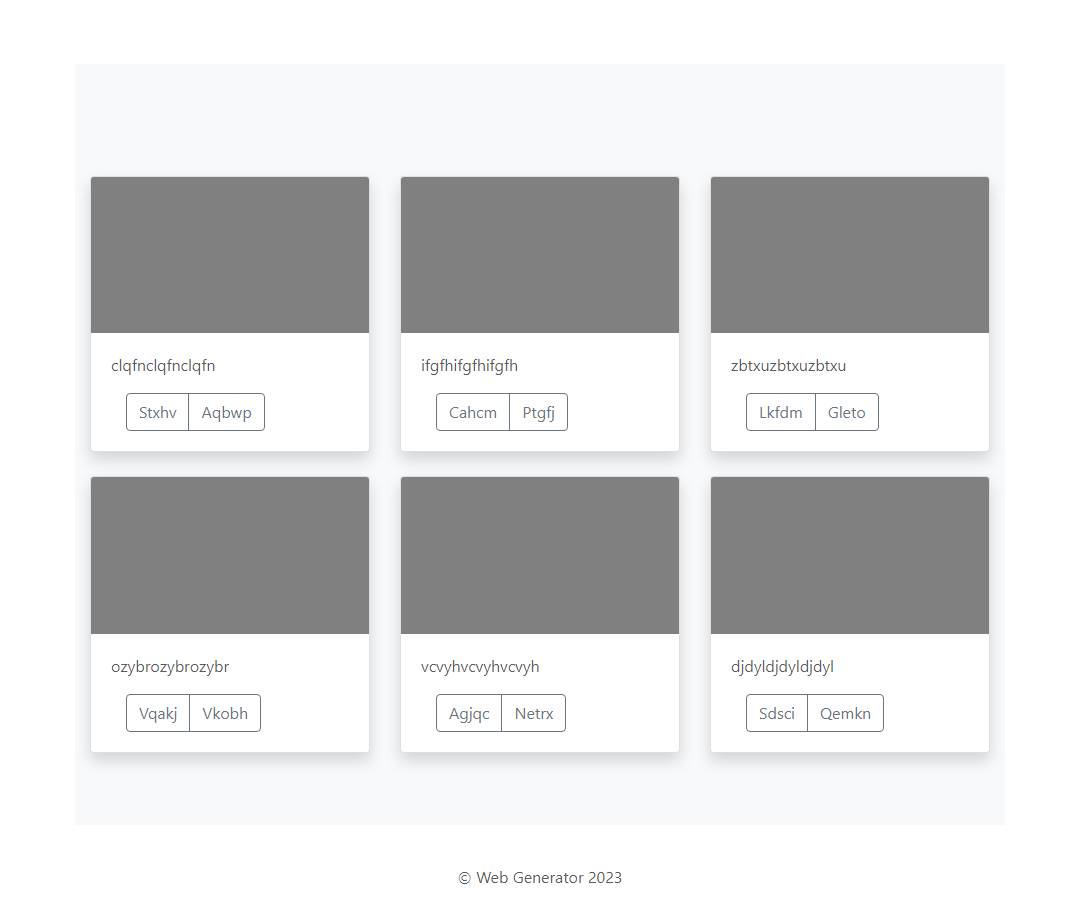 clqfnclqfnclqfn
ifgfhifgfhifgfh
zbtxuzbtxuzbtxu
Stxhv Aqbwp
Cahcm Ptgfj
Lkfdm Gleto
ozybrozybrozybr
vcvyhvcvyhvcvyh
djdyldjdyldjdyl
Vqakj Vkobh
Agjqc Netrx
Sdsci Qemkn
© Web Generator 2023